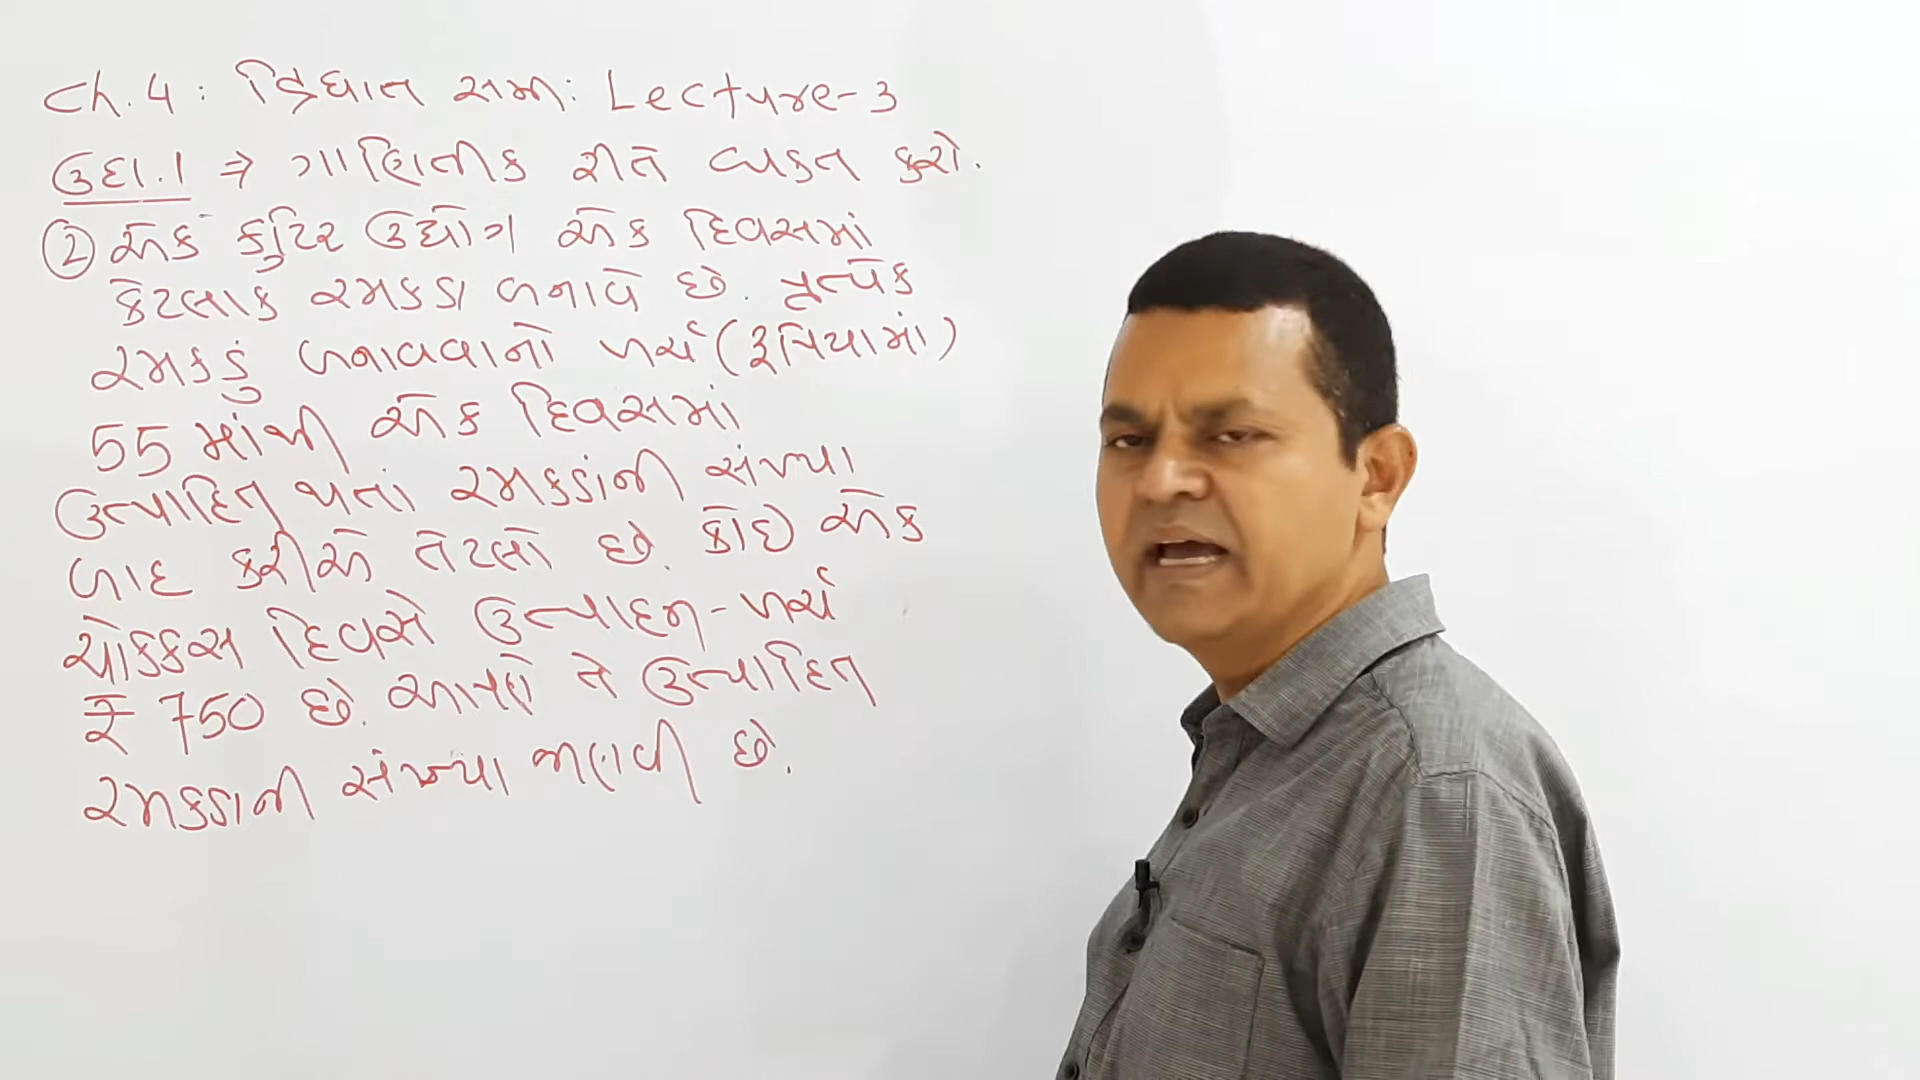 Ch. 4 : દ્વિઘાત સમી: Lecture-3
ઉદા.1 ⇒ ગાણિતીક રીતે વ્યકત કરો.
② એક કુટિર ઉદ્યોગ એક દિવસમાં
કેટલાક રમકડા બનાવે છે. પ્રત્યેક
રમકડું બનાવવાનો ખર્ચ (રૂપિયામાં)
55 માંથી એક દિવસમાં
ઉત્પાદિત થતાં રમકડાંની સંખ્યા
બાદ કરીએ તેટલો છે. કોઇ એક
ચોકકસ દિવસે ઉત્પાદન-ખર્ચ
₹ 750 છે. આપણે તે ઉત્પાદિત
રમકડાની સંખ્યા જાણવી છે.